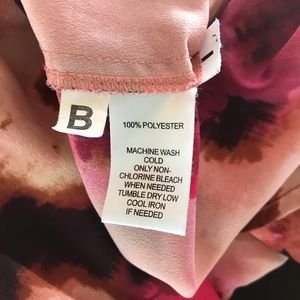 B
100% POLYESTER
MACHINE WASH
COLD
ONLY NON-
CHLORINE BLEACH
WHEN NEEDED
TUMBLE DRY LOW
COOL IRON
IF NEEDED